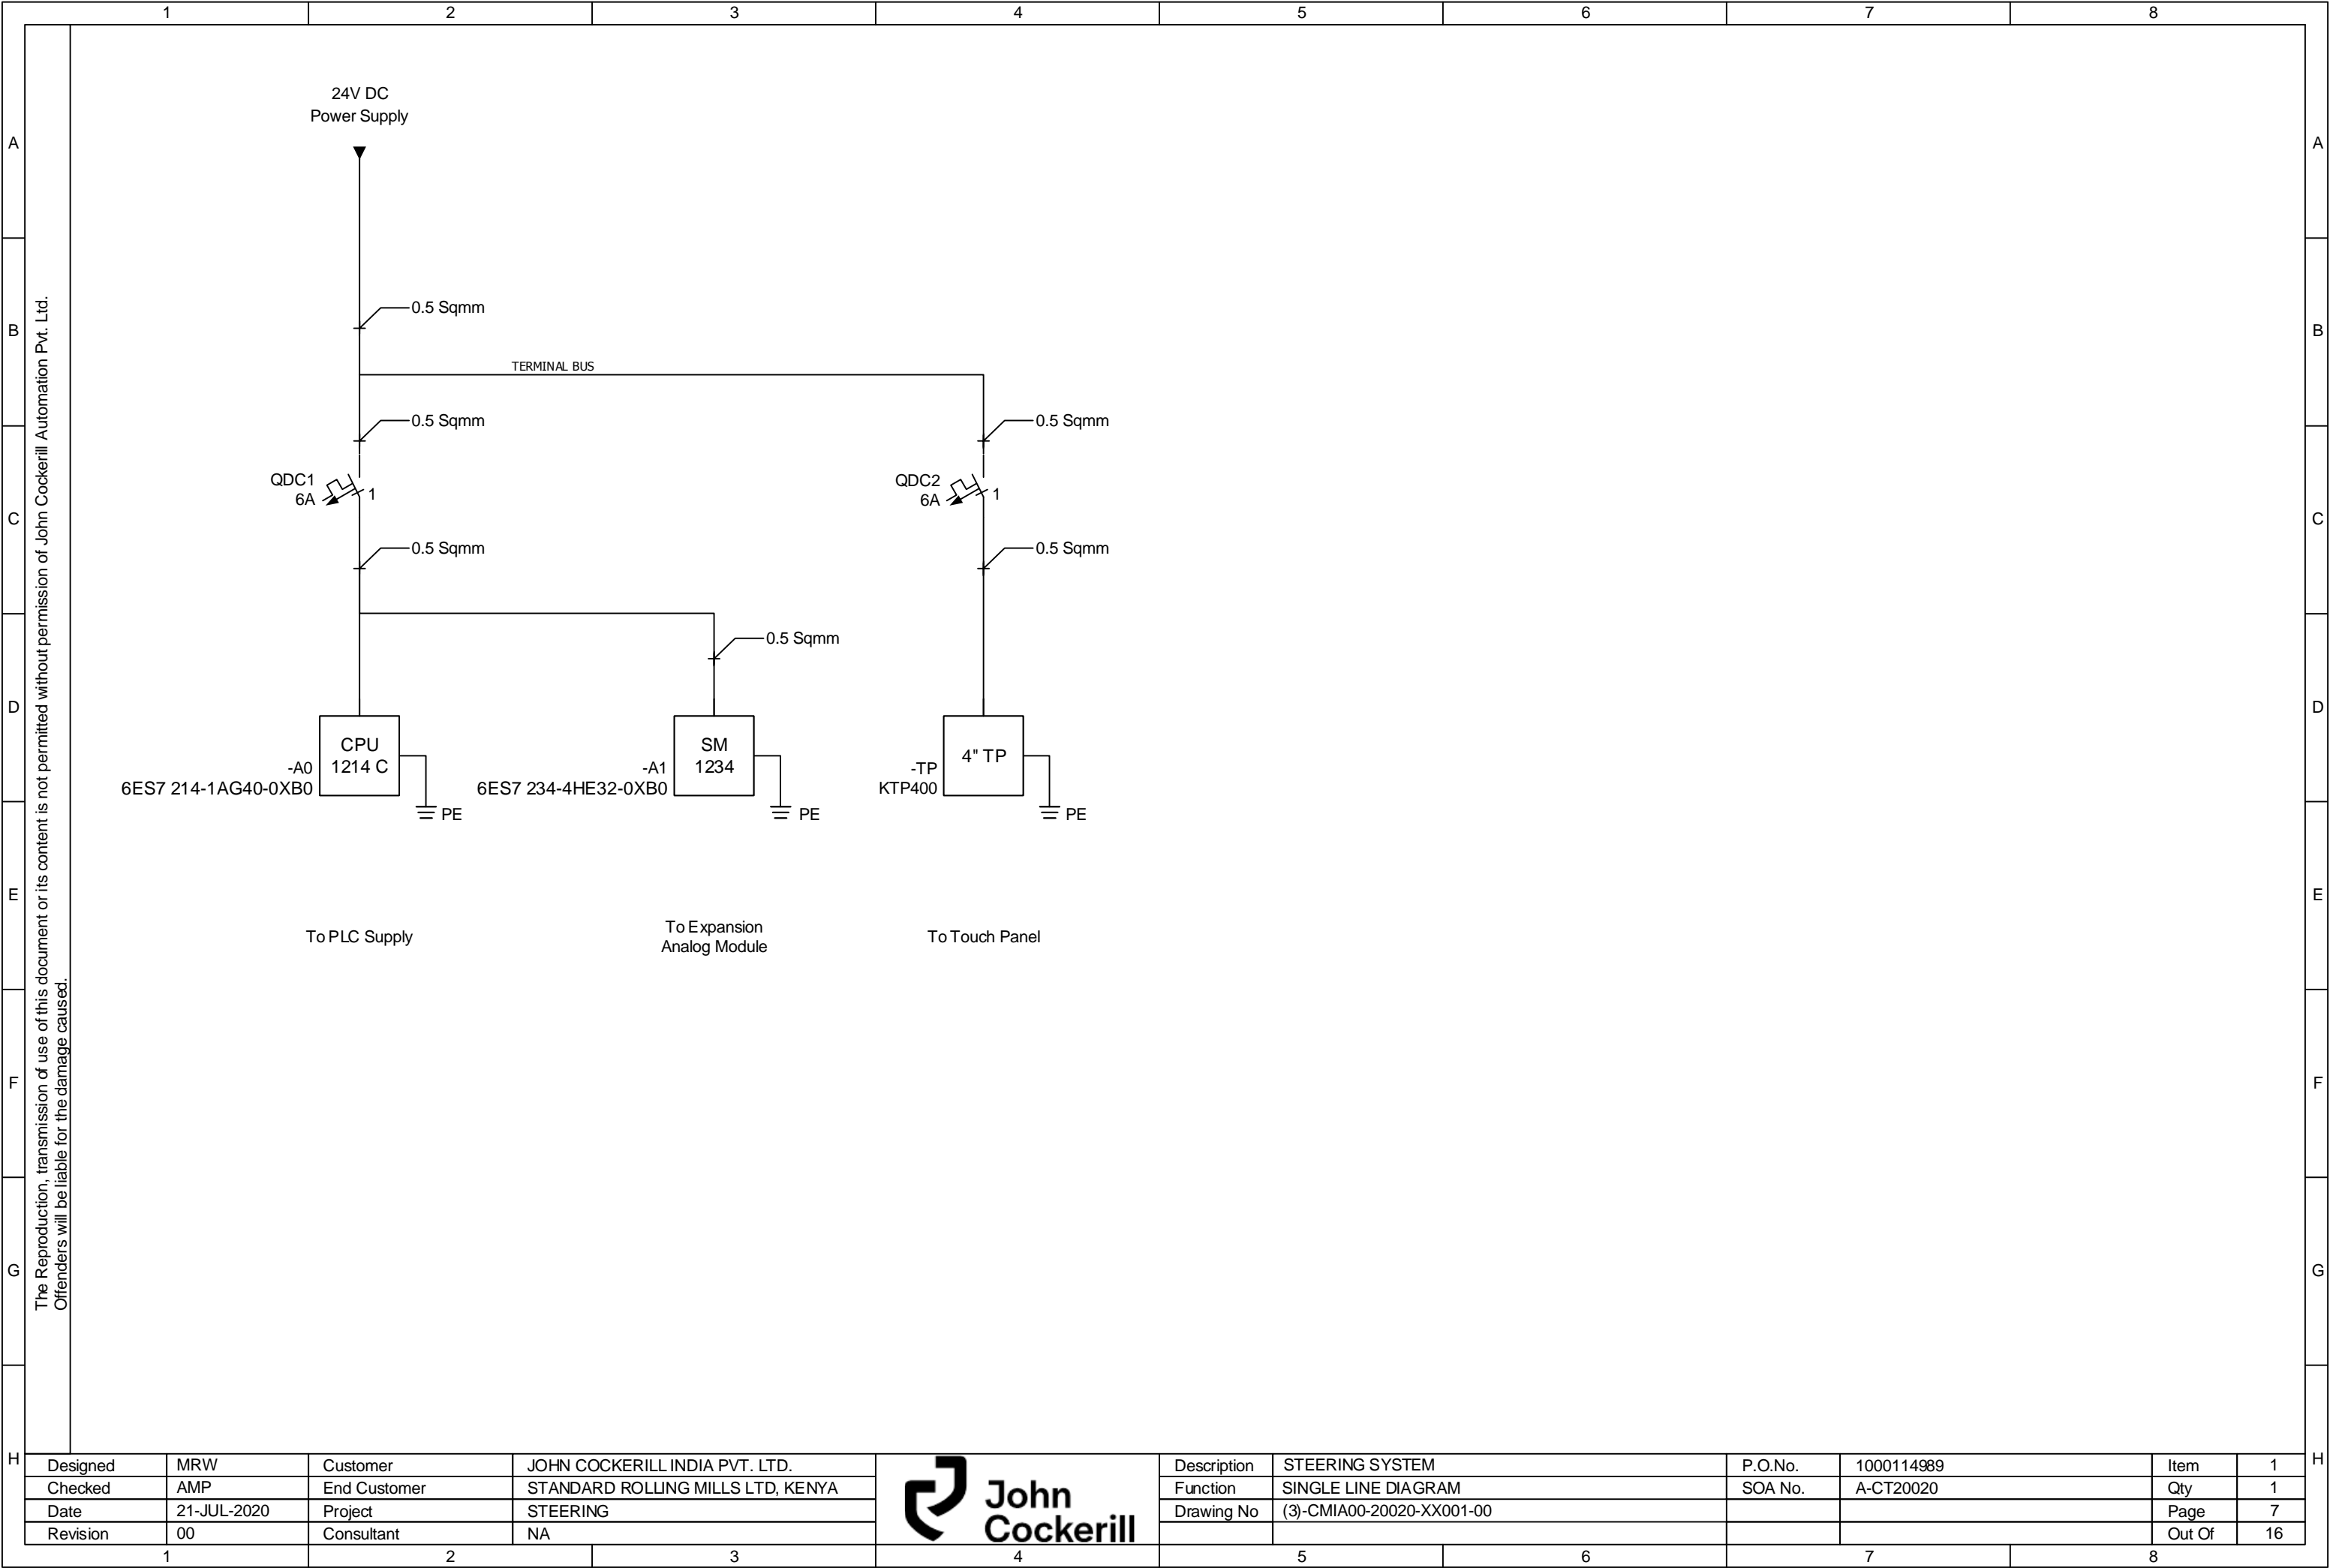 1 2 3 4 5 6 7 8
24V DC
Power Supply
A A
0.5 Sqmm
B B
TERMINAL BUS
0.5 Sqmm 0.5 Sqmm
QDC1 QDC2
6A 1 6A 1
C C
0.5 Sqmm 0.5 Sqmm
0.5 Sqmm
D D
CPU SM
1214 C 1234 4" TP
-A0 -A1 -TP
6ES7 214-1AG40-0XB0 6ES7 234-4HE32-0XB0 KTP400
PE PE PE
E E
To PLC Supply
To Expansion
Analog Module
To Touch Panel
F F
G G
The Reproduction, transmission of use of this document or its content is not permitted without permission of John Cockerill Automation Pvt. Ltd.
Offenders will be liable for the damage caused.
H H
Designed MRW Customer JOHN COCKERILL INDIA PVT. LTD.
Checked AMP End Customer STANDARD ROLLING MILLS LTD, KENYA
Date 21-JUL-2020 Project STEERING
Revision 00 Consultant NA
John
Cockerill
Description STEERING SYSTEM P.O.No. 1000114989 Item 1
Function SINGLE LINE DIAGRAM SOA No. A-CT20020 Qty 1
Drawing No (3)-CMIA00-20020-XX001-00 Page 7
Out Of 16
1 2 3 4 5 6 7 8